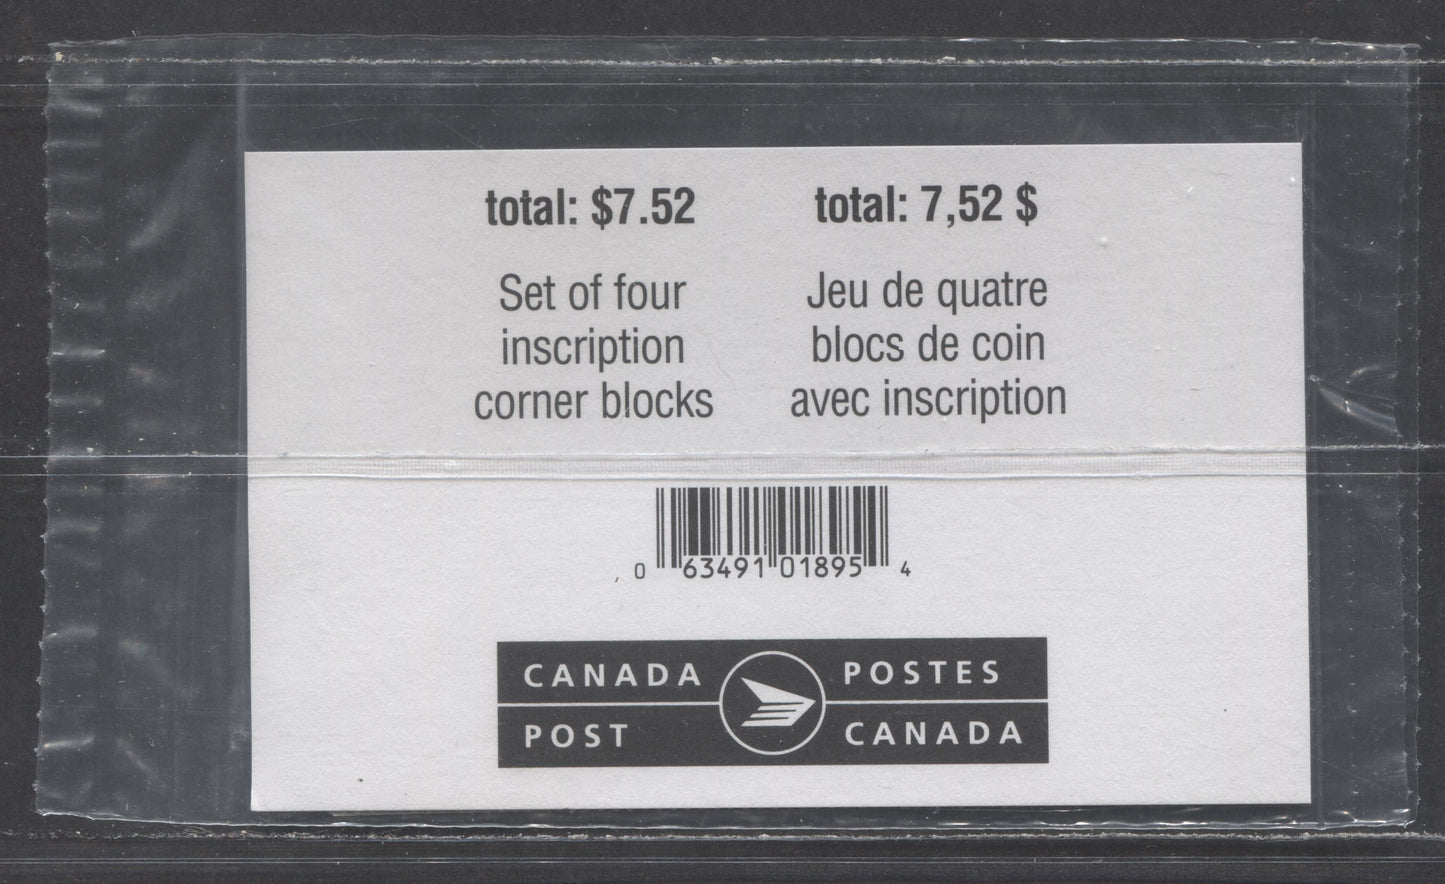 total: $7.52
Set of four
inscription
corner blocks
total: 7,52 $
Jeu de quatre
blocs de coin
avec inscription
0 63491 01895 4
CANADA
POST
POSTES
CANADA